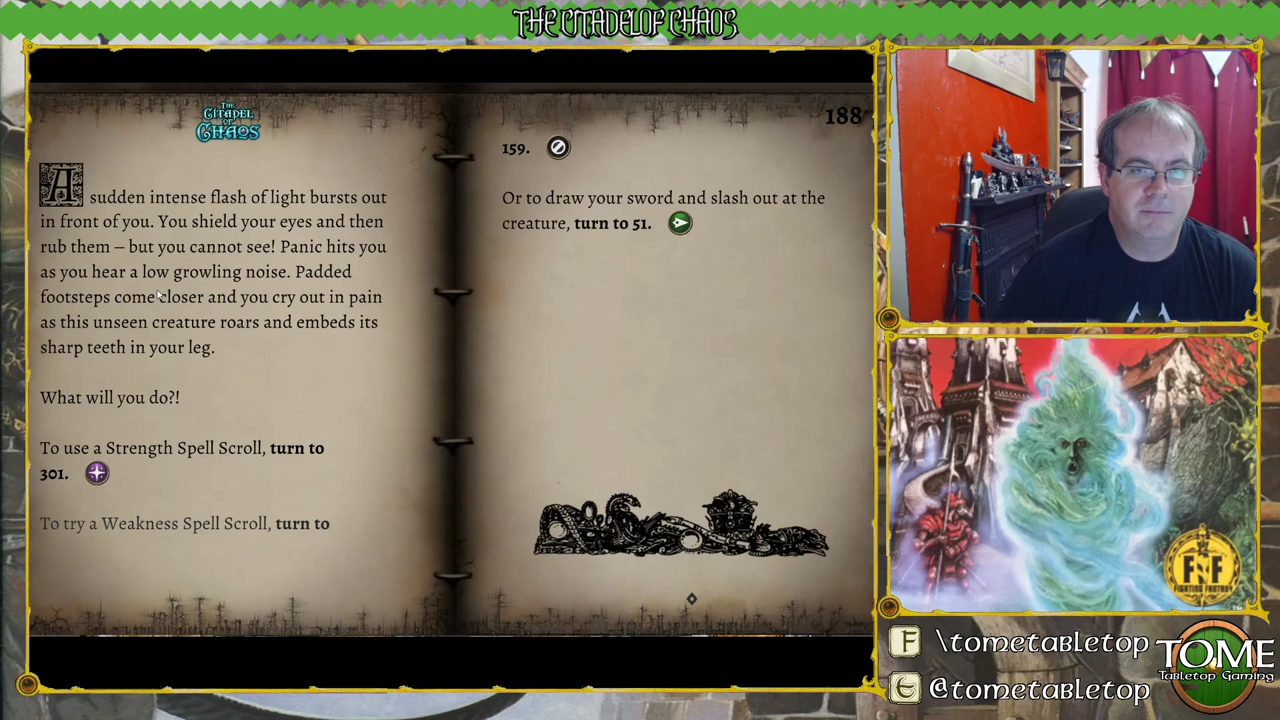 THE CITADEL OF CHAOS
THE
CITADEL
OF
CHAOS
188
A sudden intense flash of light bursts out
in front of you. You shield your eyes and then
rub them – but you cannot see! Panic hits you
as you hear a low growling noise. Padded
footsteps come closer and you cry out in pain
as this unseen creature roars and embeds its
sharp teeth in your leg.
What will you do?!
To use a Strength Spell Scroll, turn to
301.
To try a Weakness Spell Scroll, turn to
159.
Or to draw your sword and slash out at the
creature, turn to 51.
FF
FIGHTING FANTASY
F \tometabletop
@tometabletop
TOME
Tabletop Gaming